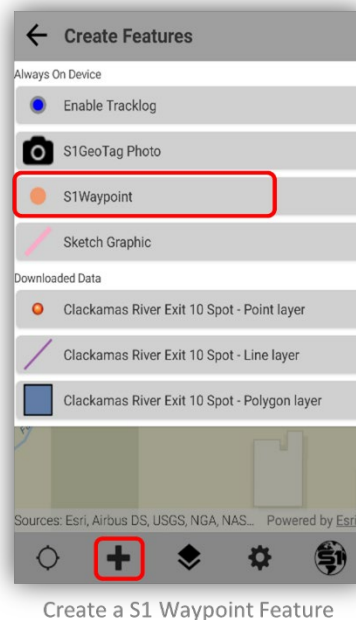 Create Features
Always On Device
Enable Tracklog
S1GeoTag Photo
S1Waypoint
Sketch Graphic
Downloaded Data
Clackamas River Exit 10 Spot - Point layer
Clackamas River Exit 10 Spot - Line layer
Clackamas River Exit 10 Spot - Polygon layer
Sources: Esri, Airbus DS, USGS, NGA, NAS... Powered by Esri
S1
Create a S1 Waypoint Feature